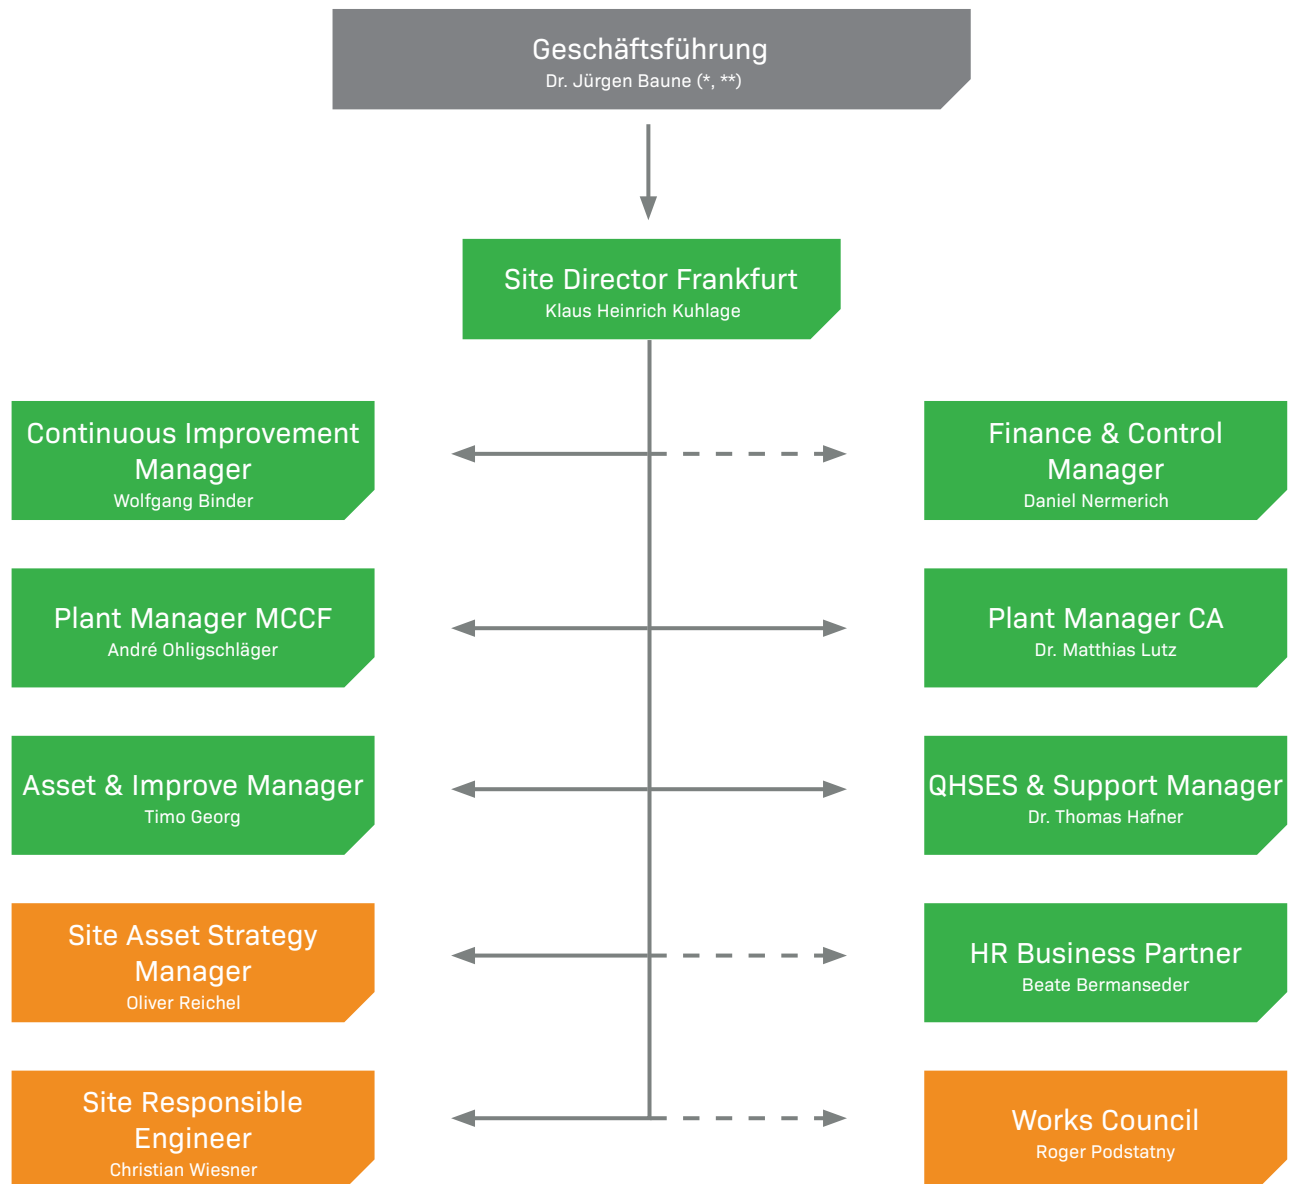 Geschäftsführung
Dr. Jürgen Baune (*, **)
Site Director Frankfurt
Klaus Heinrich Kuhlage
Continuous Improvement
Manager
Wolfgang Binder
Finance & Control
Manager
Daniel Nermerich
Plant Manager MCCF
André Ohligschläger
Plant Manager CA
Dr. Matthias Lutz
Asset & Improve Manager
Timo Georg
QHSES & Support Manager
Dr. Thomas Hafner
Site Asset Strategy
Manager
Oliver Reichel
HR Business Partner
Beate Bermanseder
Site Responsible
Engineer
Christian Wiesner
Works Council
Roger Podstatny